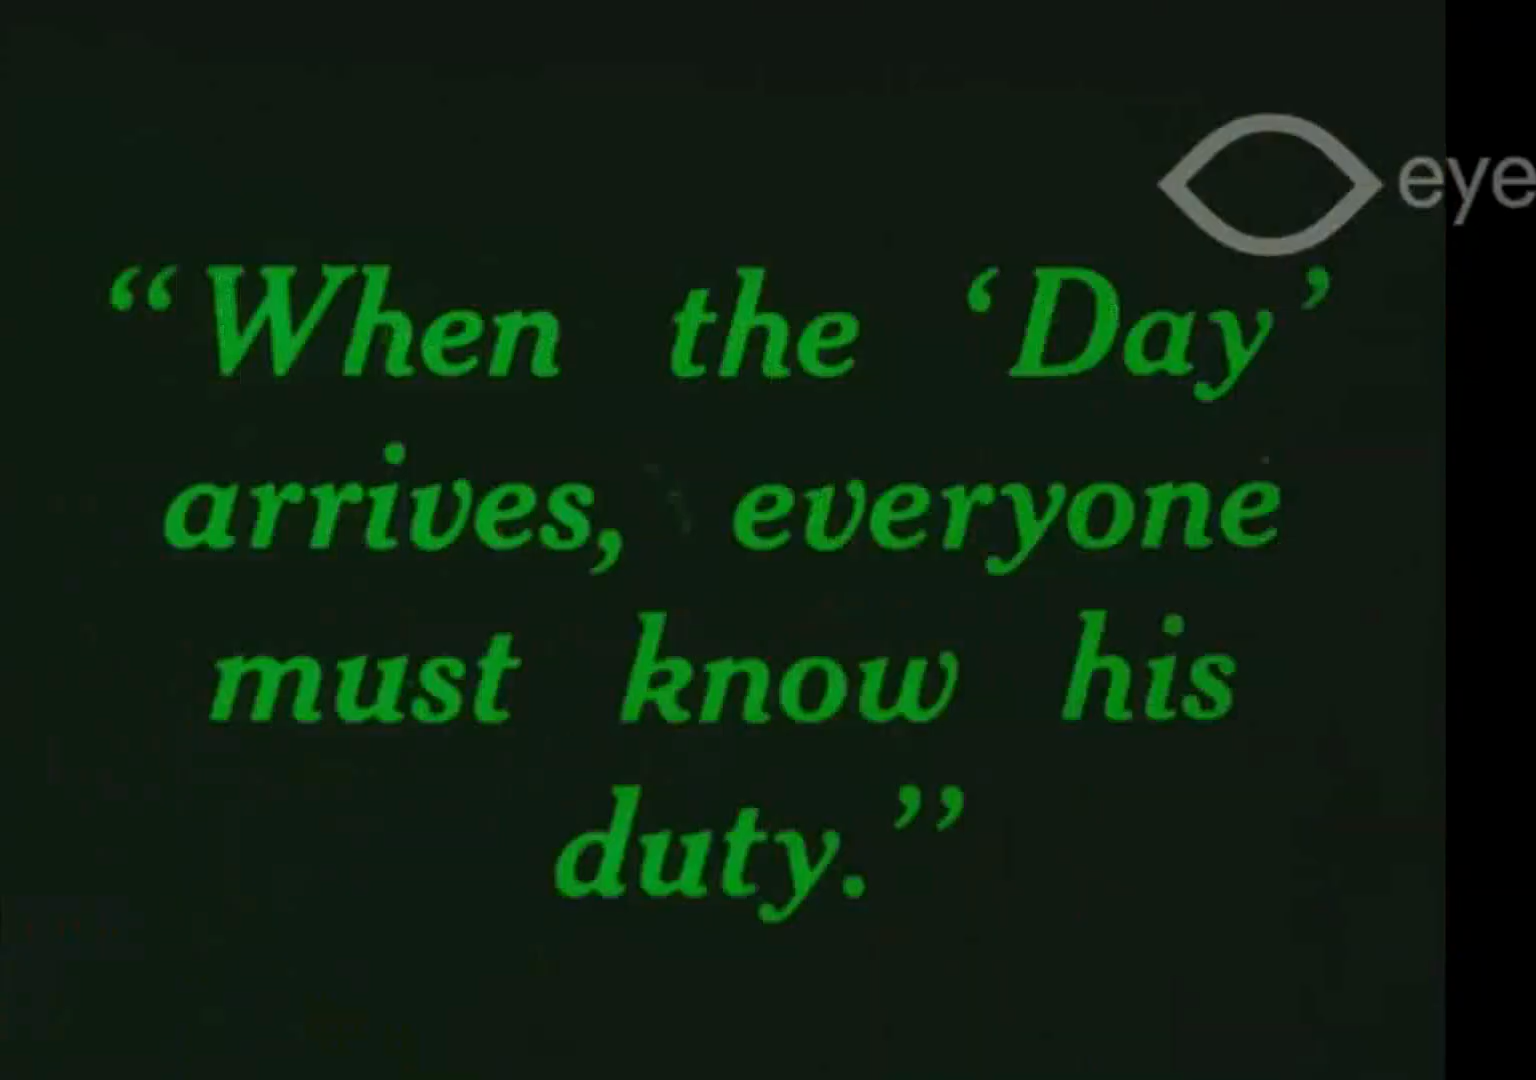 eye
“When the ‘Day’
arrives, everyone
must know his
duty.”